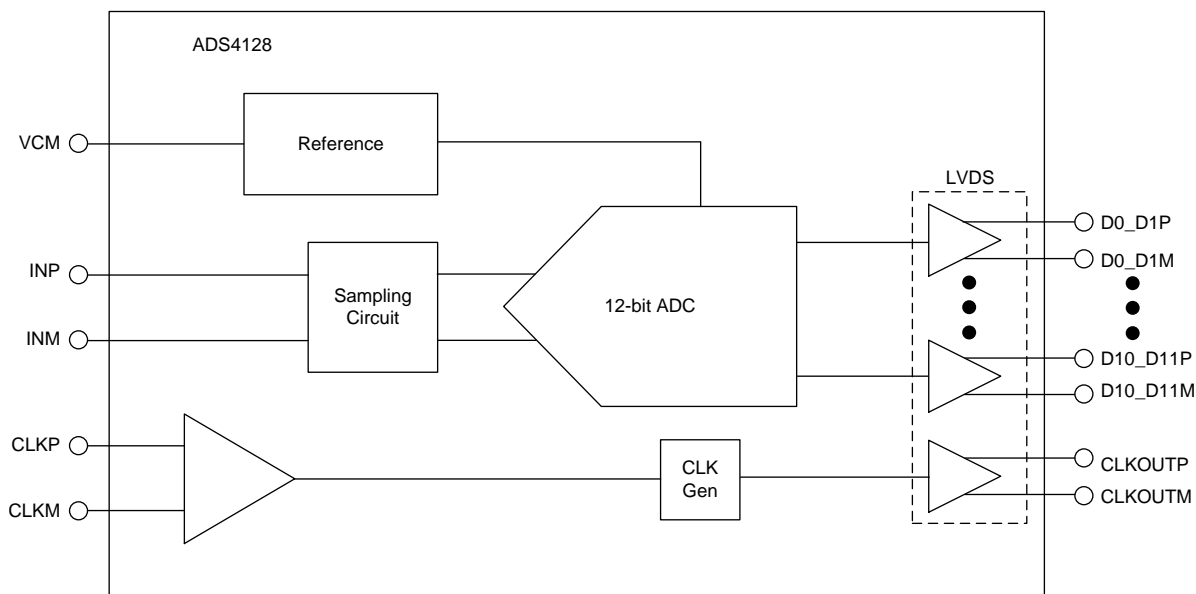 ADS4128
VCM
Reference
LVDS
D0_D1P
INP
D0_D1M
Sampling
Circuit
12-bit ADC
INM
D10_D11P
D10_D11M
CLKP
CLK
Gen
CLKOUTP
CLKM
CLKOUTM